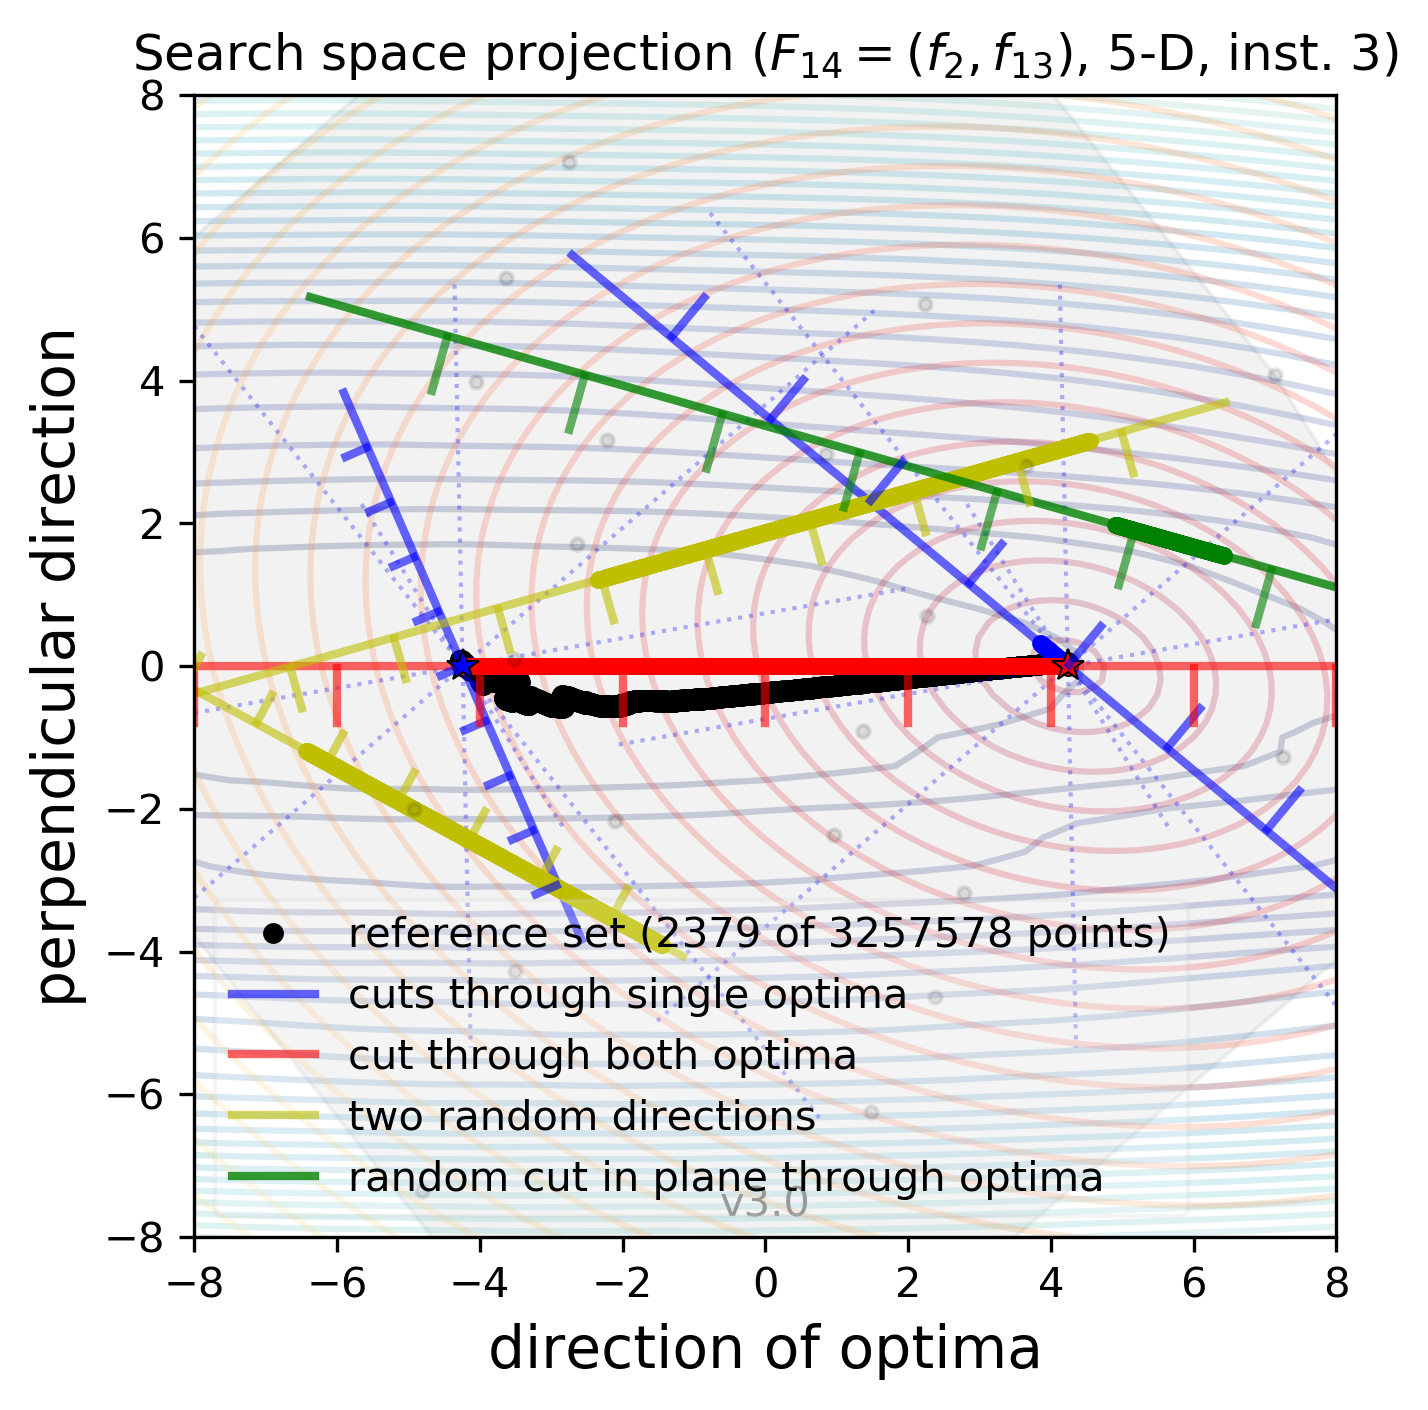 Search space projection (F14 = (f2, f13), 5-D, inst. 3)
perpendicular direction
8
6
4
2
0
−2
−4
−6
−8
reference set (2379 of 3257578 points)
cuts through single optima
cut through both optima
two random directions
random cut in plane through optima
v3.0
−8 −6 −4 −2 0 2 4 6 8
direction of optima